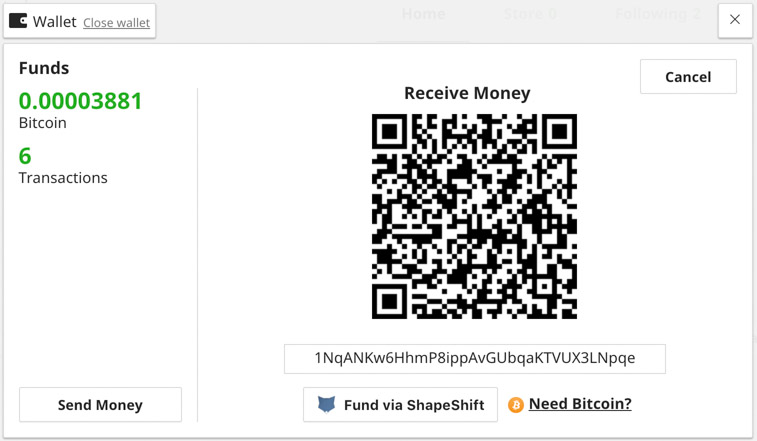 Wallet Close wallet
Home Store 9 Following 2
Funds
Cancel
0.00003881
Bitcoin
Receive Money
6
Transactions
1NqANKw6HhmP8ippAvGUbqaKTVUX3LNpqe
Send Money
Fund via ShapeShift
Need Bitcoin?